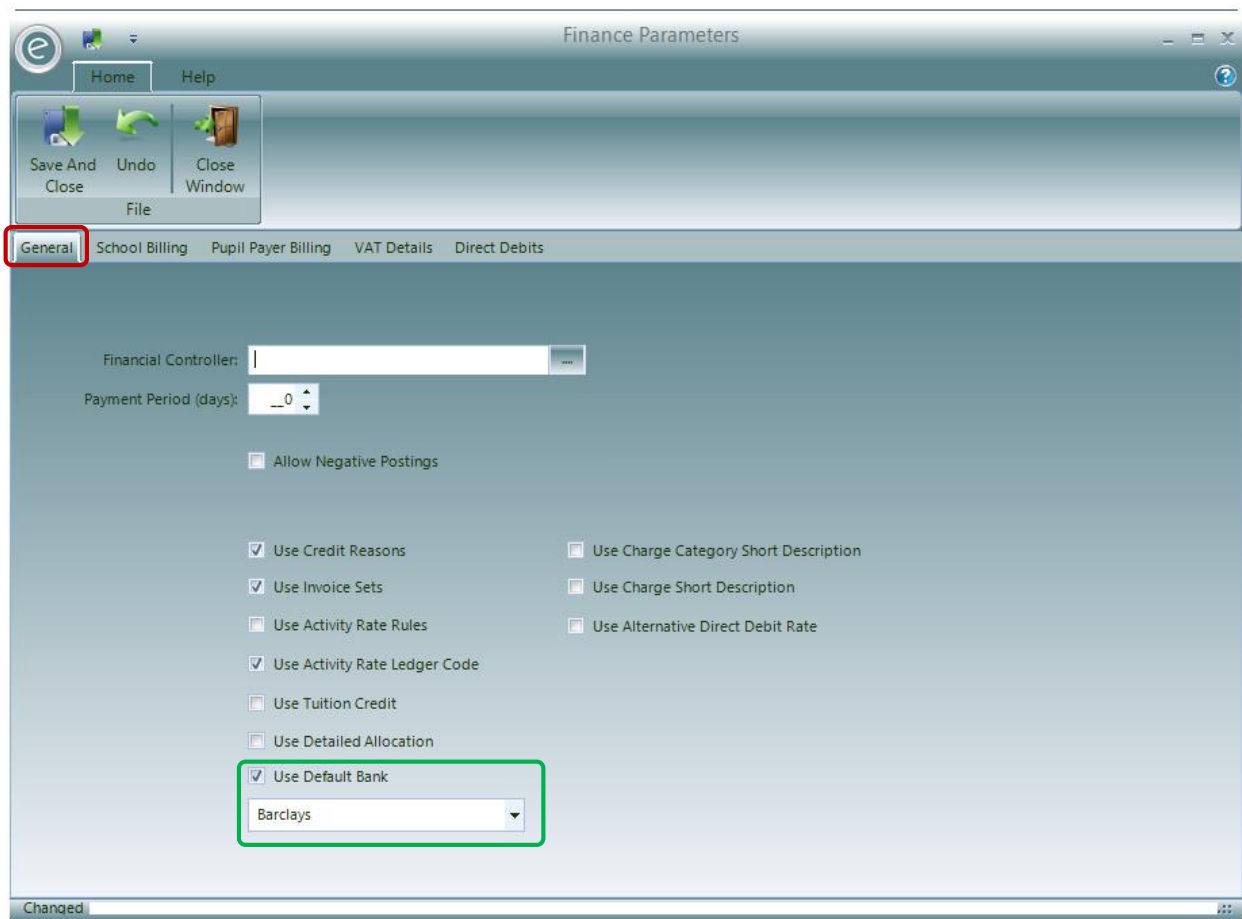 Finance Parameters
e
Home Help
?
Save And Close
Undo
Close Window
File
General School Billing Pupil Payer Billing VAT Details Direct Debits
Financial Controller:
...
Payment Period (days): __0
Allow Negative Postings
Use Credit Reasons Use Charge Category Short Description
Use Invoice Sets Use Charge Short Description
Use Activity Rate Rules Use Alternative Direct Debit Rate
Use Activity Rate Ledger Code
Use Tuition Credit
Use Detailed Allocation
Use Default Bank
Barclays
Changed